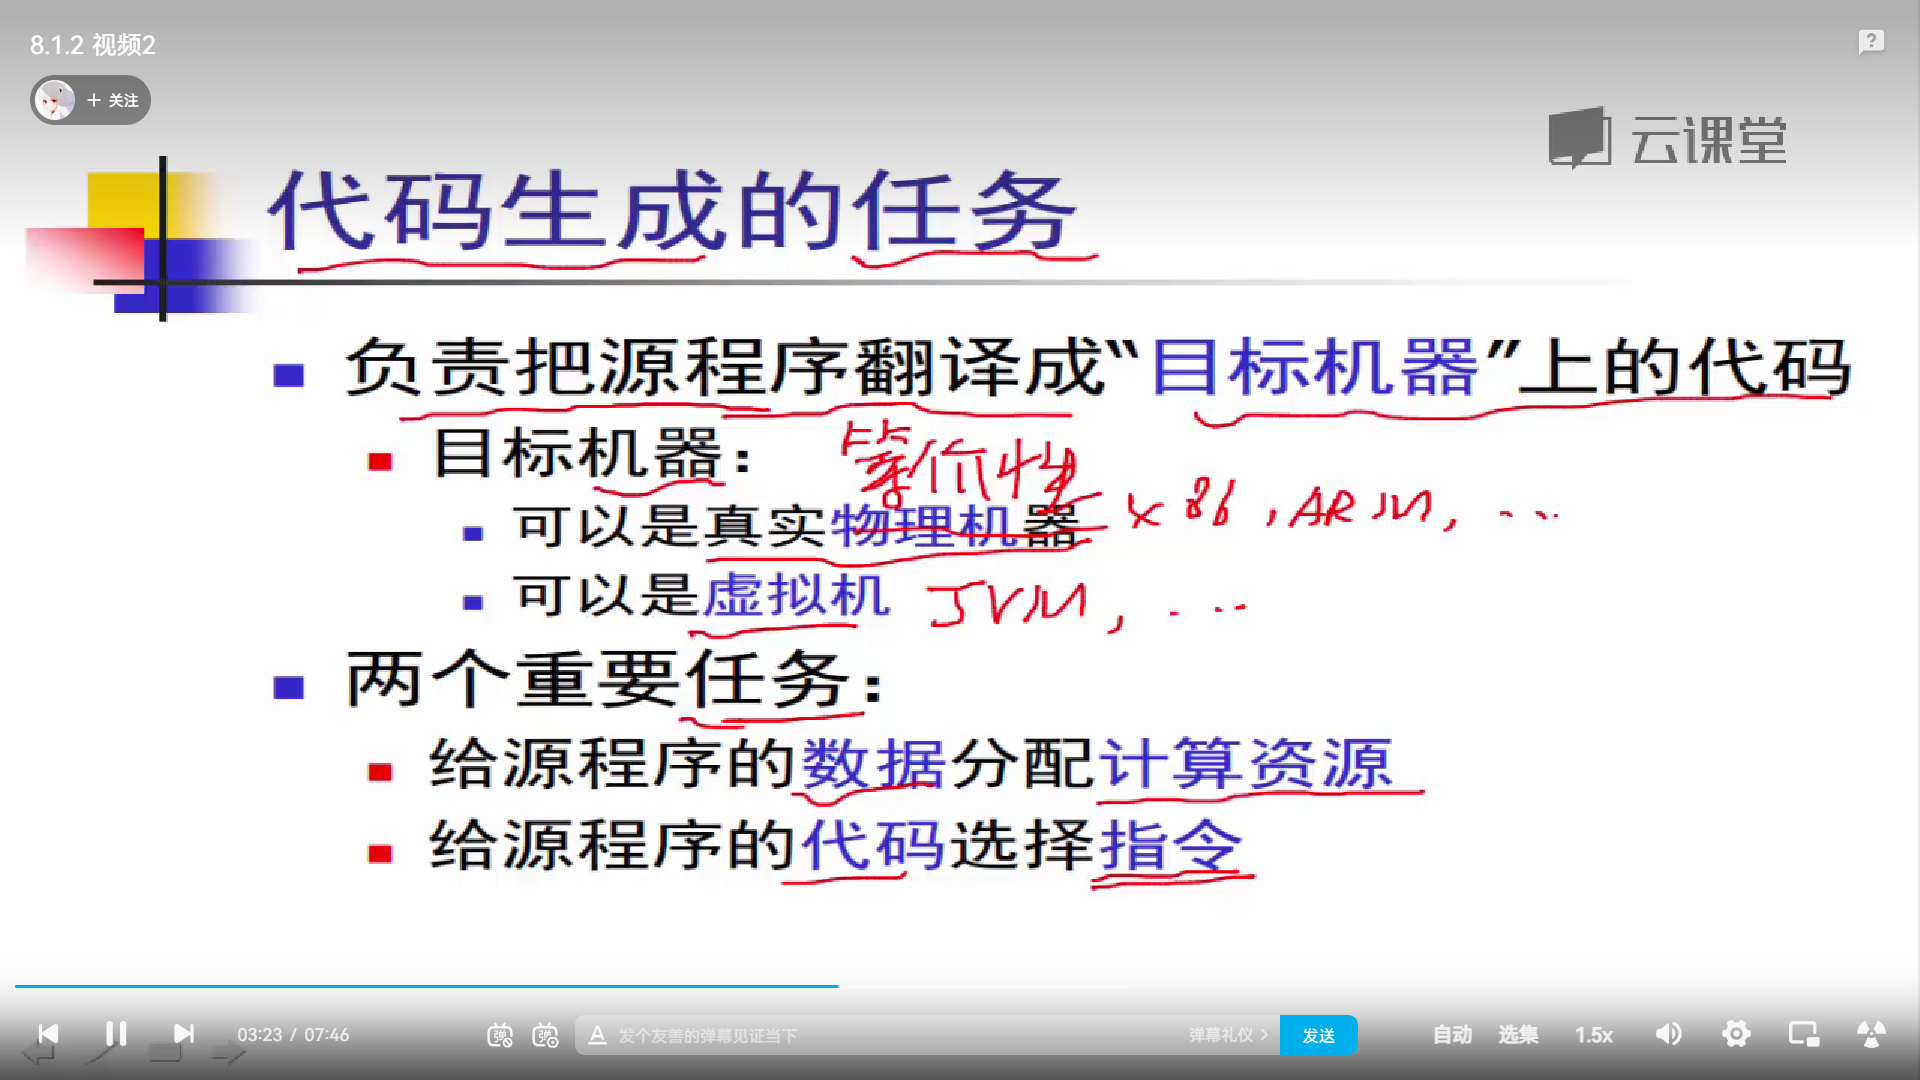 8.1.2 视频2
+ 关注
云课堂
代码生成的任务
负责把源程序翻译成“目标机器”上的代码
目标机器：
等价性
可以是真实物理机器
x86, ARM, ...
可以是虚拟机
JVM, ...
两个重要任务：
给源程序的数据分配计算资源
给源程序的代码选择指令
03:23 / 07:46
弹
弹
A 发个友善的弹幕见证当下
弹幕礼仪 >
发送
自动
选集
1.5x